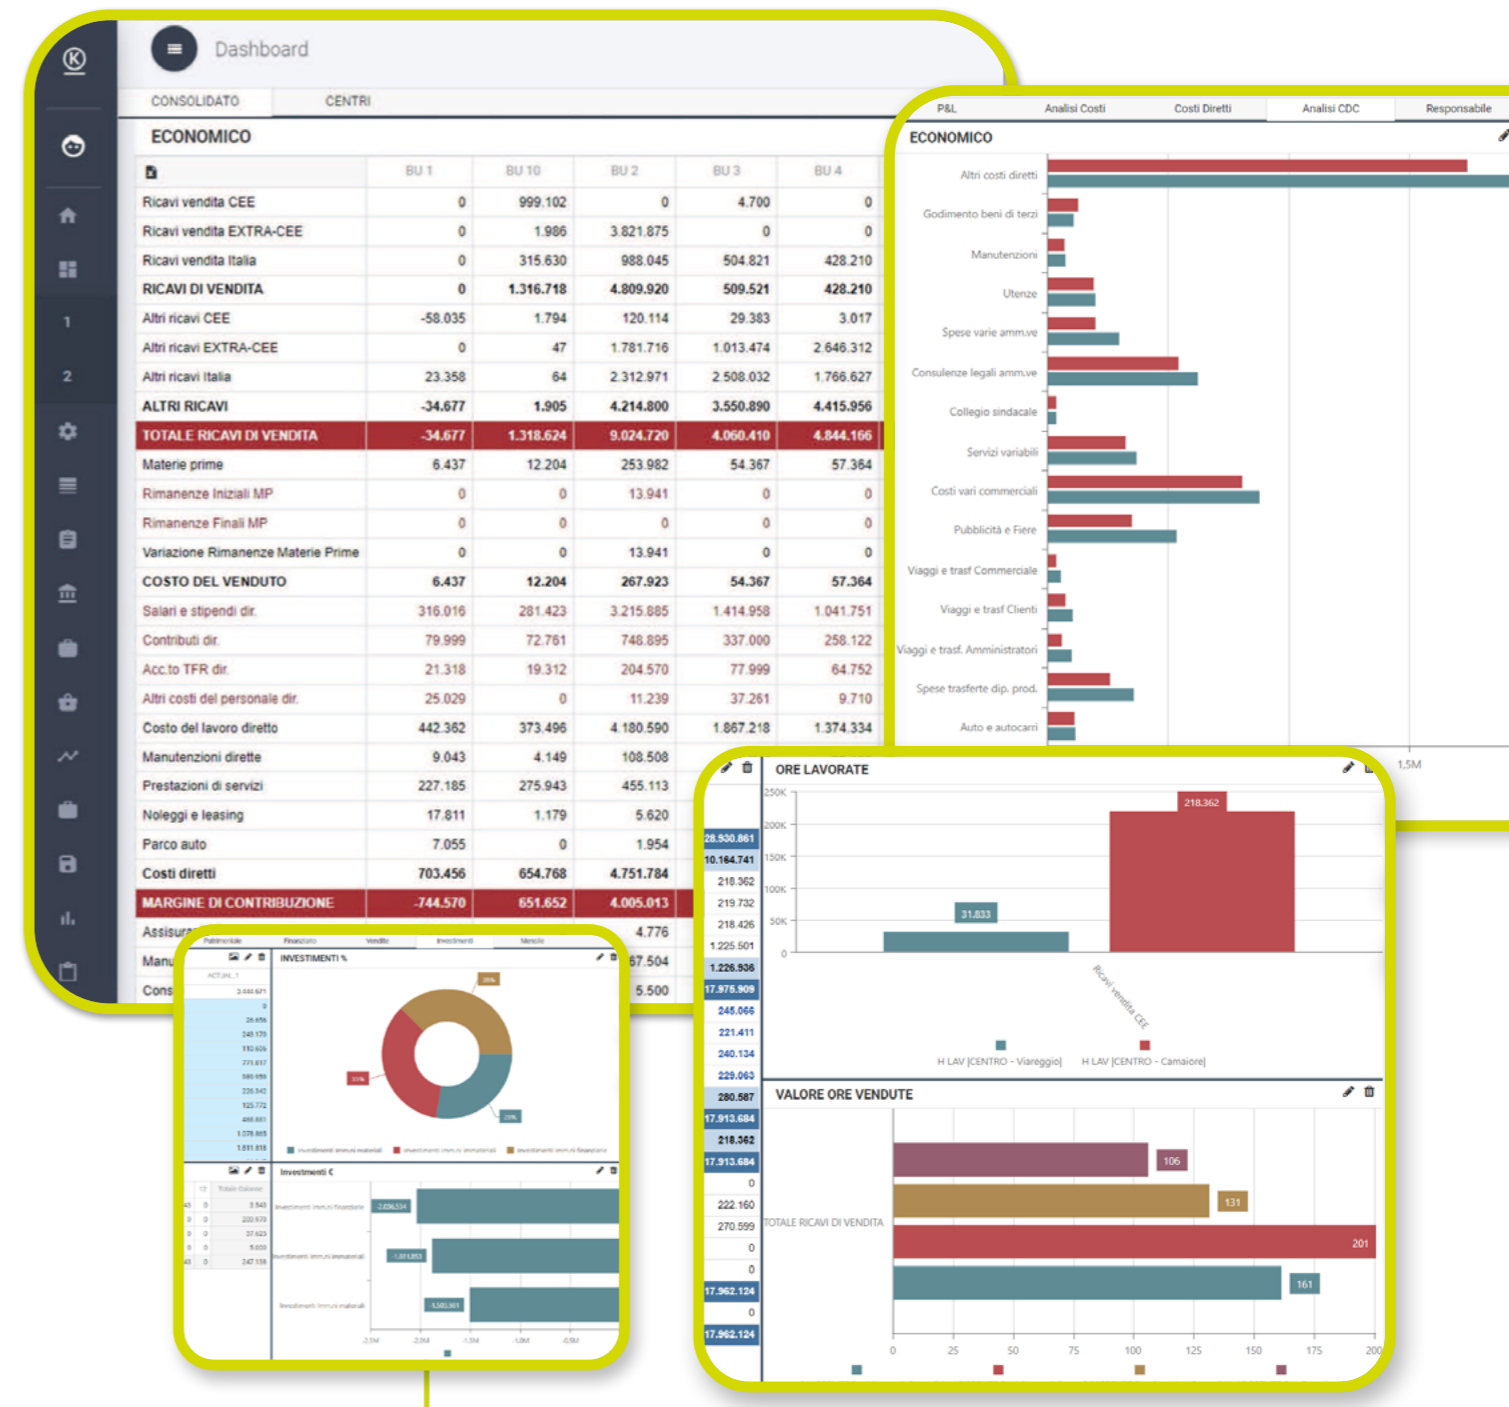 Dashboard
CONSOLIDATO CENTRI
ECONOMICO
BU 1 BU 10 BU 2 BU 3 BU 4
Ricavi vendita CEE 0 999.102 0 4.700 0
Ricavi vendita EXTRA-CEE 0 1.986 3.821.875 0 0
Ricavi vendita Italia 0 315.630 988.045 504.821 428.210
RICAVI DI VENDITA 0 1.316.718 4.809.920 509.521 428.210
Altri ricavi CEE -58.035 1.794 120.114 29.383 3.017
Altri ricavi EXTRA-CEE 0 47 1.781.716 1.013.474 2.646.312
Altri ricavi Italia 23.358 64 2.312.971 2.508.032 1.766.627
ALTRI RICAVI -34.677 1.905 4.214.800 3.550.890 4.415.956
TOTALE RICAVI DI VENDITA -34.677 1.318.624 9.024.720 4.060.410 4.844.166
Materie prime 6.437 12.204 253.982 54.367 57.364
Rimanenze Iniziali MP 0 0 13.941 0 0
Rimanenze Finali MP 0 0 0 0 0
Variazione Rimanenze Materie Prime 0 0 13.941 0 0
COSTO DEL VENDUTO 6.437 12.204 267.923 54.367 57.364
Salari e stipendi dir. 316.016 281.423 3.215.885 1.414.958 1.041.751
Contributi dir. 79.999 72.761 748.895 337.000 258.122
Acc.to TFR dir. 21.318 19.312 204.570 77.999 64.752
Altri costi del personale dir. 25.029 0 11.239 37.261 9.710
Costo del lavoro diretto 442.362 373.496 4.180.590 1.867.218 1.374.334
Manutenzioni dirette 9.043 4.149 108.508
Prestazioni di servizi 227.185 275.943 455.113
Noleggi e leasing 17.811 1.179 5.620
Parco auto 7.055 0 1.954
Costi diretti 703.456 654.768 4.751.784
MARGINE DI CONTRIBUZIONE -744.570 651.652 4.005.013
4.776
67.504
5.500
1
2
P&L Analisi Costi Costi Diretti Analisi CDC Responsabile
ECONOMICO
Altri costi diretti
Godimento beni di terzi
Manutenzioni
Utenze
Spese varie amm.ve
Consulenze legali amm.ve
Collegio sindacale
Servizi variabili
Costi vari commerciali
Pubblicità e Fiere
Viaggi e trasf Commerciale
Viaggi e trasf Clienti
Viaggi e trasf. Amministratori
Spese trasferte dip. prod.
Auto e autocarri
1,5M
Patrimoniale Finanziario Vendite Investimenti Mensile
INVESTIMENTI %
Investimenti €
Totale Colonne
-2,5M -2,0M -1,5M -1,0M -0,5M
28.930.861
10.164.741
218.362
219.732
218.426
1.225.501
1.226.936
17.975.909
245.066
221.411
240.134
229.063
280.587
17.913.684
218.362
17.913.684
0
222.160
270.599
0
0
17.962.124
0
17.962.124
ORE LAVORATE
250K
200K
150K
100K
50K
0
31.833
218.362
Ricavi vendita CEE
H LAV [CENTRO - Viareggio] H LAV [CENTRO - Camaiore]
VALORE ORE VENDUTE
TOTALE RICAVI DI VENDITA
106
131
201
161
0 25 50 75 100 125 150 175 200